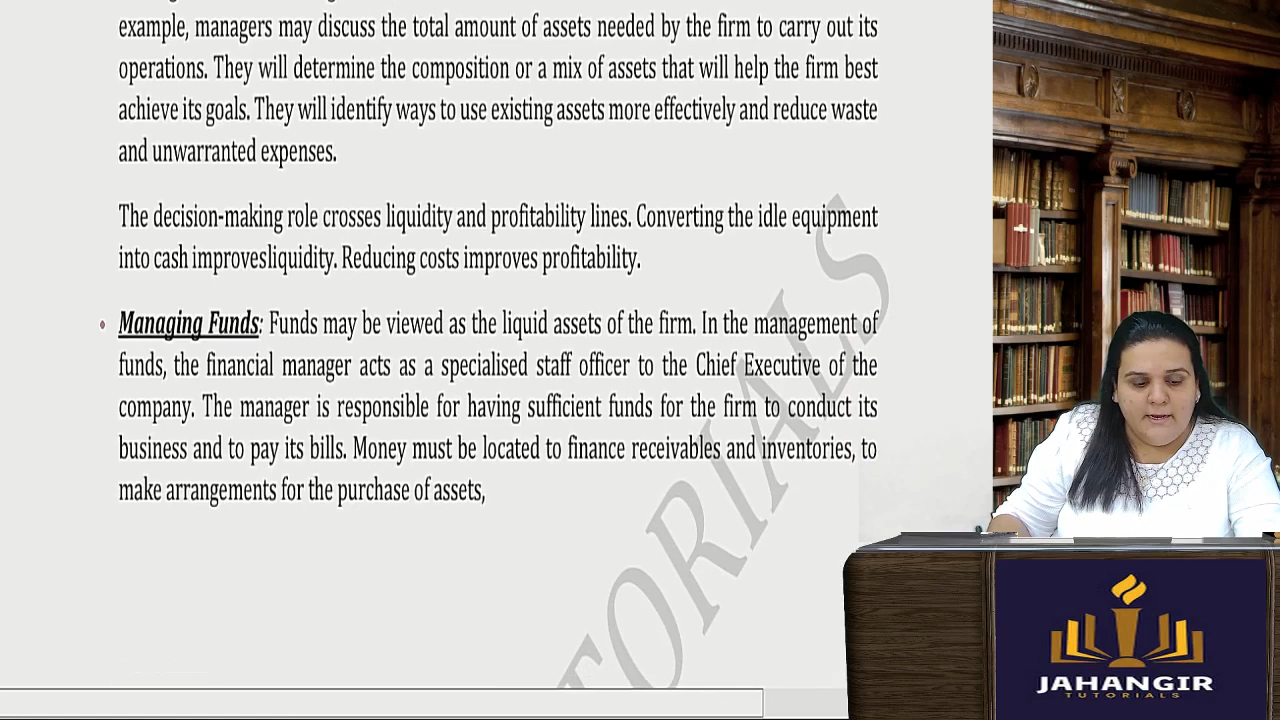 example, managers may discuss the total amount of assets needed by the firm to carry out its
operations. They will determine the composition or a mix of assets that will help the firm best
achieve its goals. They will identify ways to use existing assets more effectively and reduce waste
and unwarranted expenses.
The decision-making role crosses liquidity and profitability lines. Converting the idle equipment
into cash improvesliquidity. Reducing costs improves profitability.
• Managing Funds: Funds may be viewed as the liquid assets of the firm. In the management of
funds, the financial manager acts as a specialised staff officer to the Chief Executive of the
company. The manager is responsible for having sufficient funds for the firm to conduct its
business and to pay its bills. Money must be located to finance receivables and inventories, to
make arrangements for the purchase of assets,
TORIALS
JAHANGIR
TUTORIALS